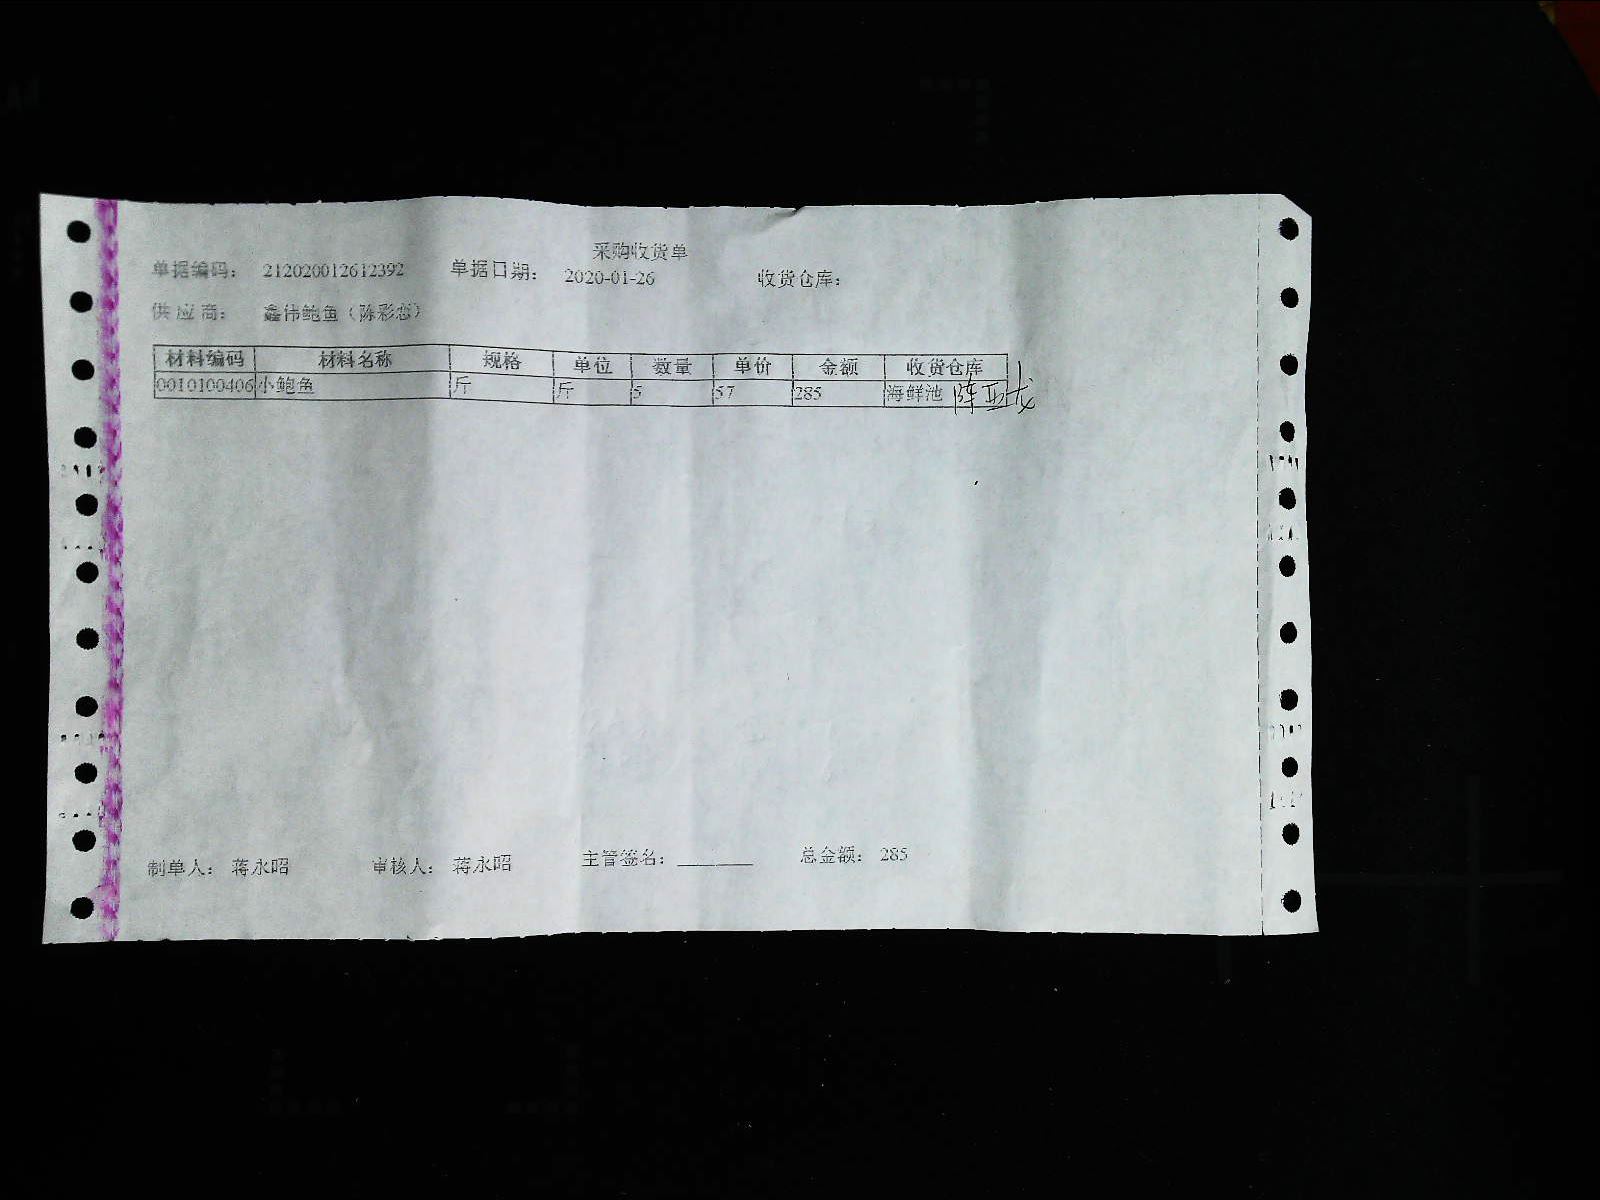 采购收货单
单据编码： 212020012612392 单据日期： 2020-01-26 收货仓库：
供应商： 鑫伟鲍鱼（陈彩恋）
材料编码 材料名称 规格 单位 数量 单价 金额 收货仓库
0010100406 小鲍鱼 斤 斤 5 57 285 海鲜池 陈亚龙
制单人： 蒋永昭 审核人： 蒋永昭 主管签名： 总金额： 285